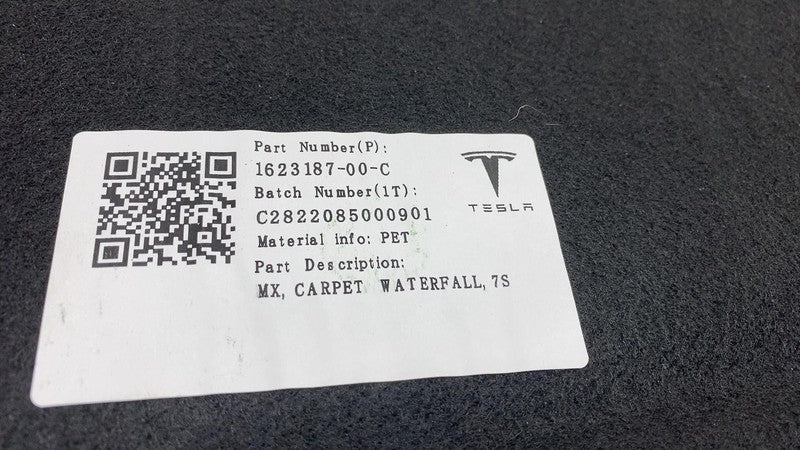 Part Number(P):
1623187-00-C
Batch Number(1T):
C2822085000901
Material info: PET
Part Description:
MX, CARPET WATERFALL, 7S
TESLA